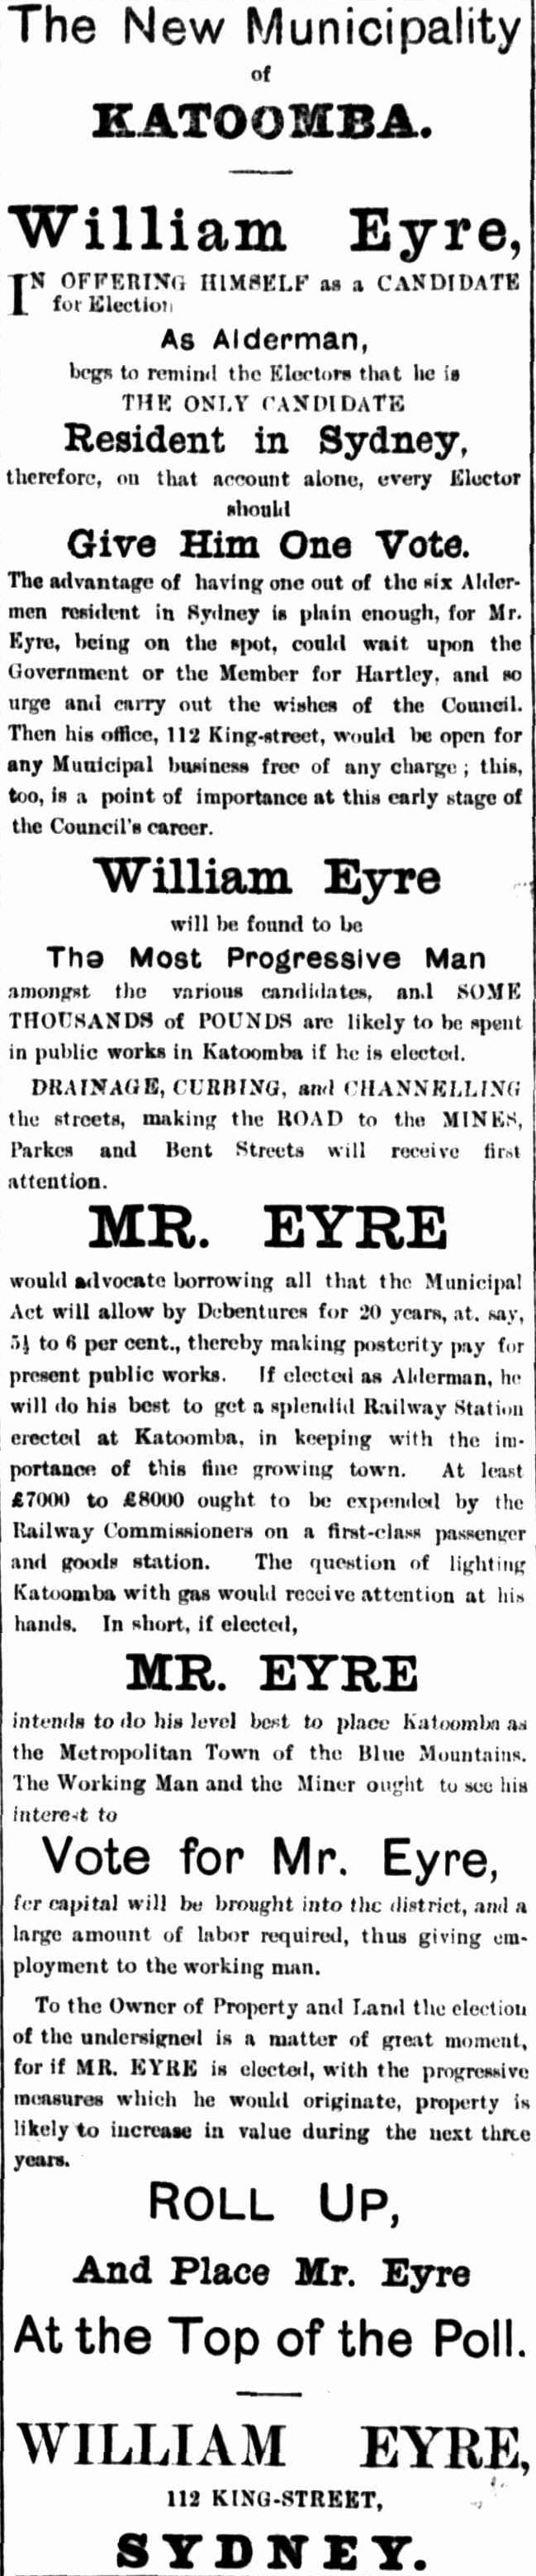 The New Municipality
of
KATOOMBA.
William Eyre,
IN OFFERING HIMSELF as a CANDIDATE
for Election
As Alderman,
begs to remind the Electors that he is
THE ONLY CANDIDATE
Resident in Sydney,
therefore, on that account alone, every Elector
should
Give Him One Vote.
The advantage of having one out of the six Alder-
men resident in Sydney is plain enough, for Mr.
Eyre, being on the spot, could wait upon the
Government or the Member for Hartley, and so
urge and carry out the wishes of the Council.
Then his office, 112 King-street, would be open for
any Municipal business free of any charge; this,
too, is a point of importance at this early stage of
the Council's career.
William Eyre
will be found to be
The Most Progressive Man
amongst the various candidates, and SOME
THOUSANDS of POUNDS are likely to be spent
in public works in Katoomba if he is elected.
DRAINAGE, CURBING, and CHANNELLING
the streets, making the ROAD to the MINES,
Parkes and Bent Streets will receive first
attention.
MR. EYRE
would advocate borrowing all that the Municipal
Act will allow by Debentures for 20 years, at, say,
5½ to 6 per cent., thereby making posterity pay for
present public works. If elected as Alderman, he
will do his best to get a splendid Railway Station
erected at Katoomba, in keeping with the im-
portance of this fine growing town. At least
£7000 to £8000 ought to be expended by the
Railway Commissioners on a first-class passenger
and goods station. The question of lighting
Katoomba with gas would receive attention at his
hands. In short, if elected,
MR. EYRE
intends to do his level best to place Katoomba as
the Metropolitan Town of the Blue Mountains.
The Working Man and the Miner ought to see his
interest to
Vote for Mr. Eyre,
fer capital will be brought into the district, and a
large amount of labor required, thus giving em-
ployment to the working man.
To the Owner of Property and Land the election
of the undersigned is a matter of great moment,
for if MR. EYRE is elected, with the progressive
measures which he would originate, property is
likely to increase in value during the next three
years.
ROLL UP,
And Place Mr. Eyre
At the Top of the Poll.
WILLIAM EYRE,
112 KING-STREET,
SYDNEY.